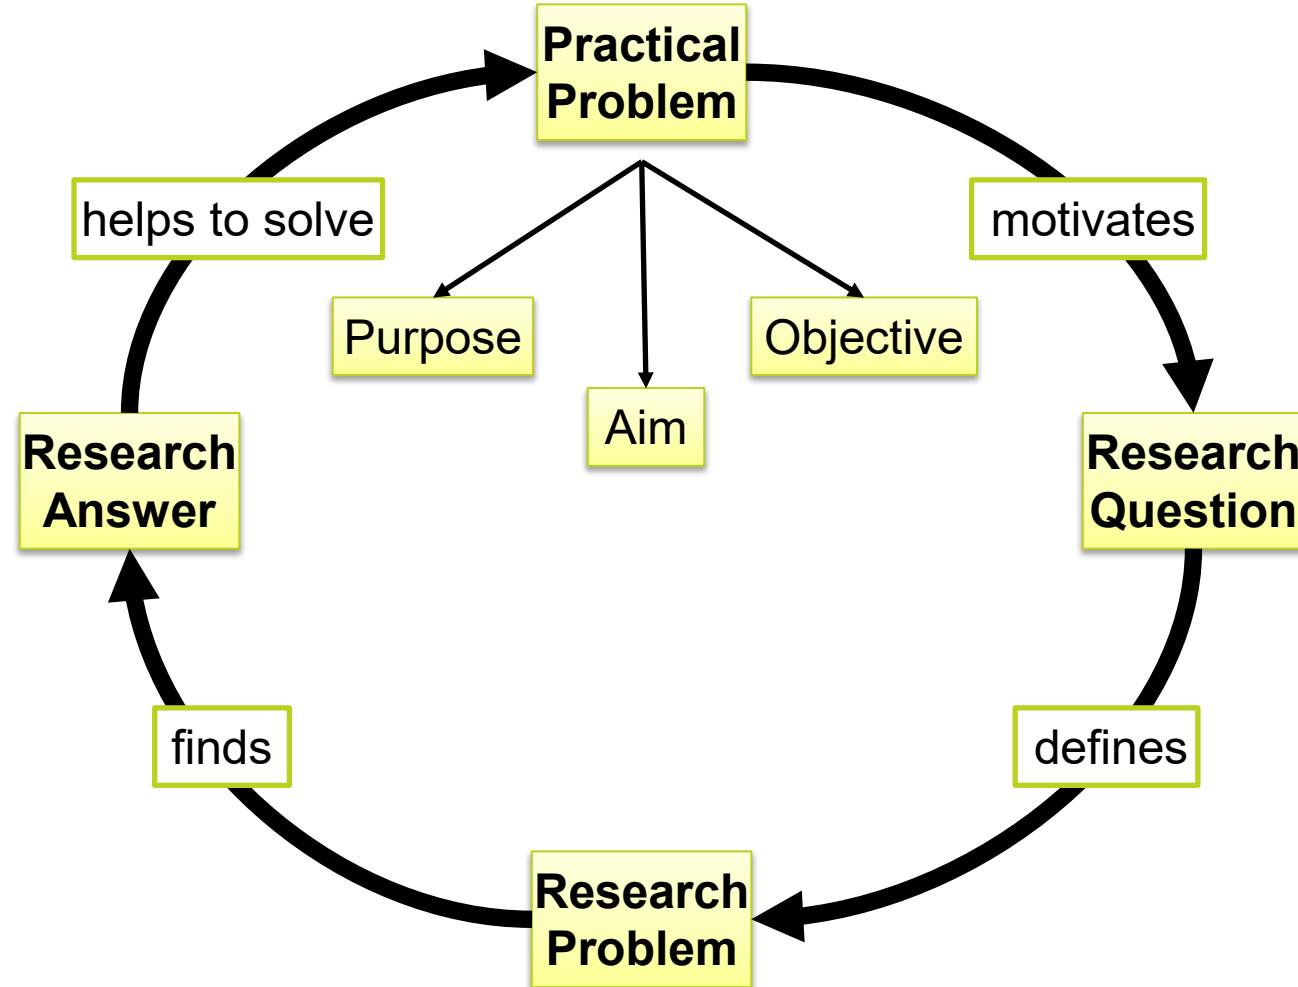 Practical
Problem
helps to solve
motivates
Purpose
Objective
Aim
Research
Answer
Research
Question
finds
defines
Research
Problem